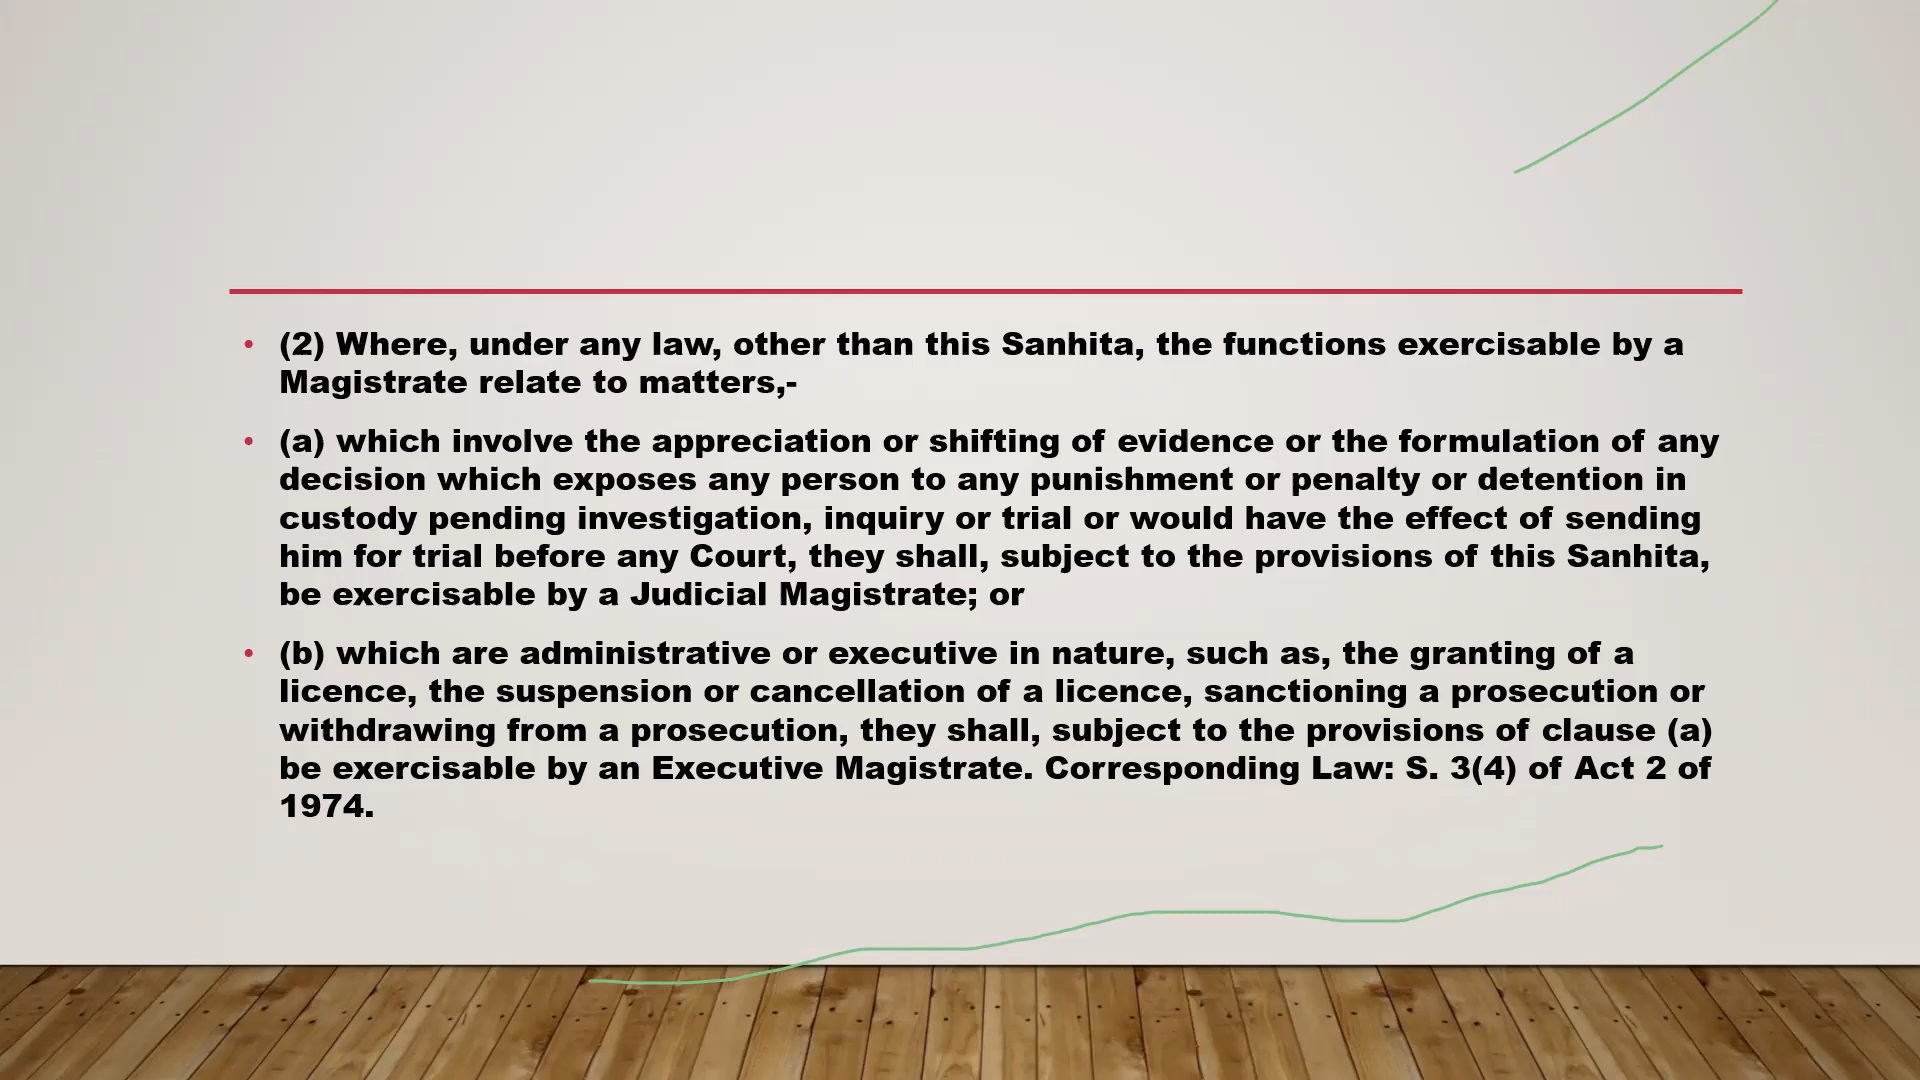 • (2) Where, under any law, other than this Sanhita, the functions exercisable by a
Magistrate relate to matters,-
• (a) which involve the appreciation or shifting of evidence or the formulation of any
decision which exposes any person to any punishment or penalty or detention in
custody pending investigation, inquiry or trial or would have the effect of sending
him for trial before any Court, they shall, subject to the provisions of this Sanhita,
be exercisable by a Judicial Magistrate; or
• (b) which are administrative or executive in nature, such as, the granting of a
licence, the suspension or cancellation of a licence, sanctioning a prosecution or
withdrawing from a prosecution, they shall, subject to the provisions of clause (a)
be exercisable by an Executive Magistrate. Corresponding Law: S. 3(4) of Act 2 of
1974.